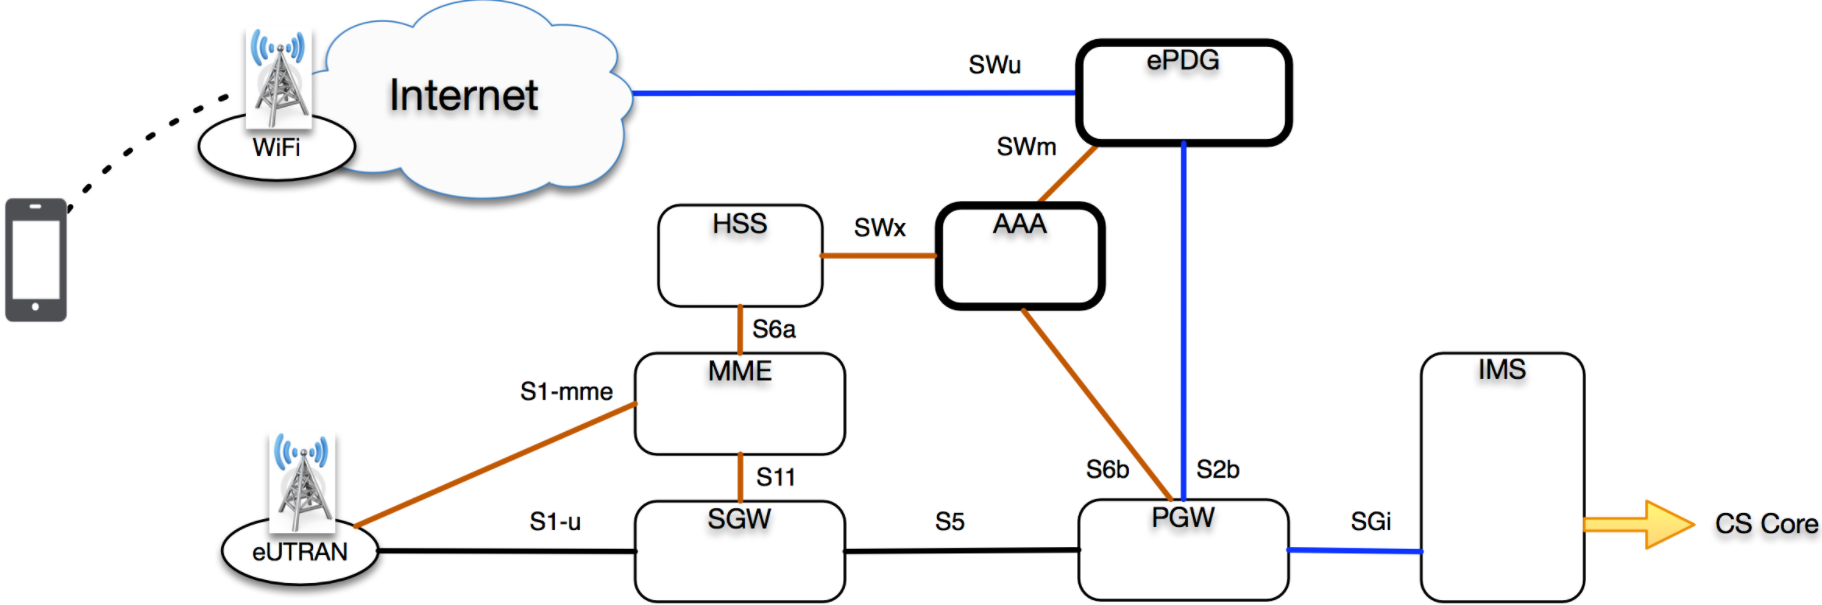 ePDG
SWu
Internet
WiFi
SWm
HSS
SWx
AAA
S6a
MME
IMS
S1-mme
S11
S6b
S2b
SGW
PGW
S1-u
S5
SGi
CS Core
eUTRAN